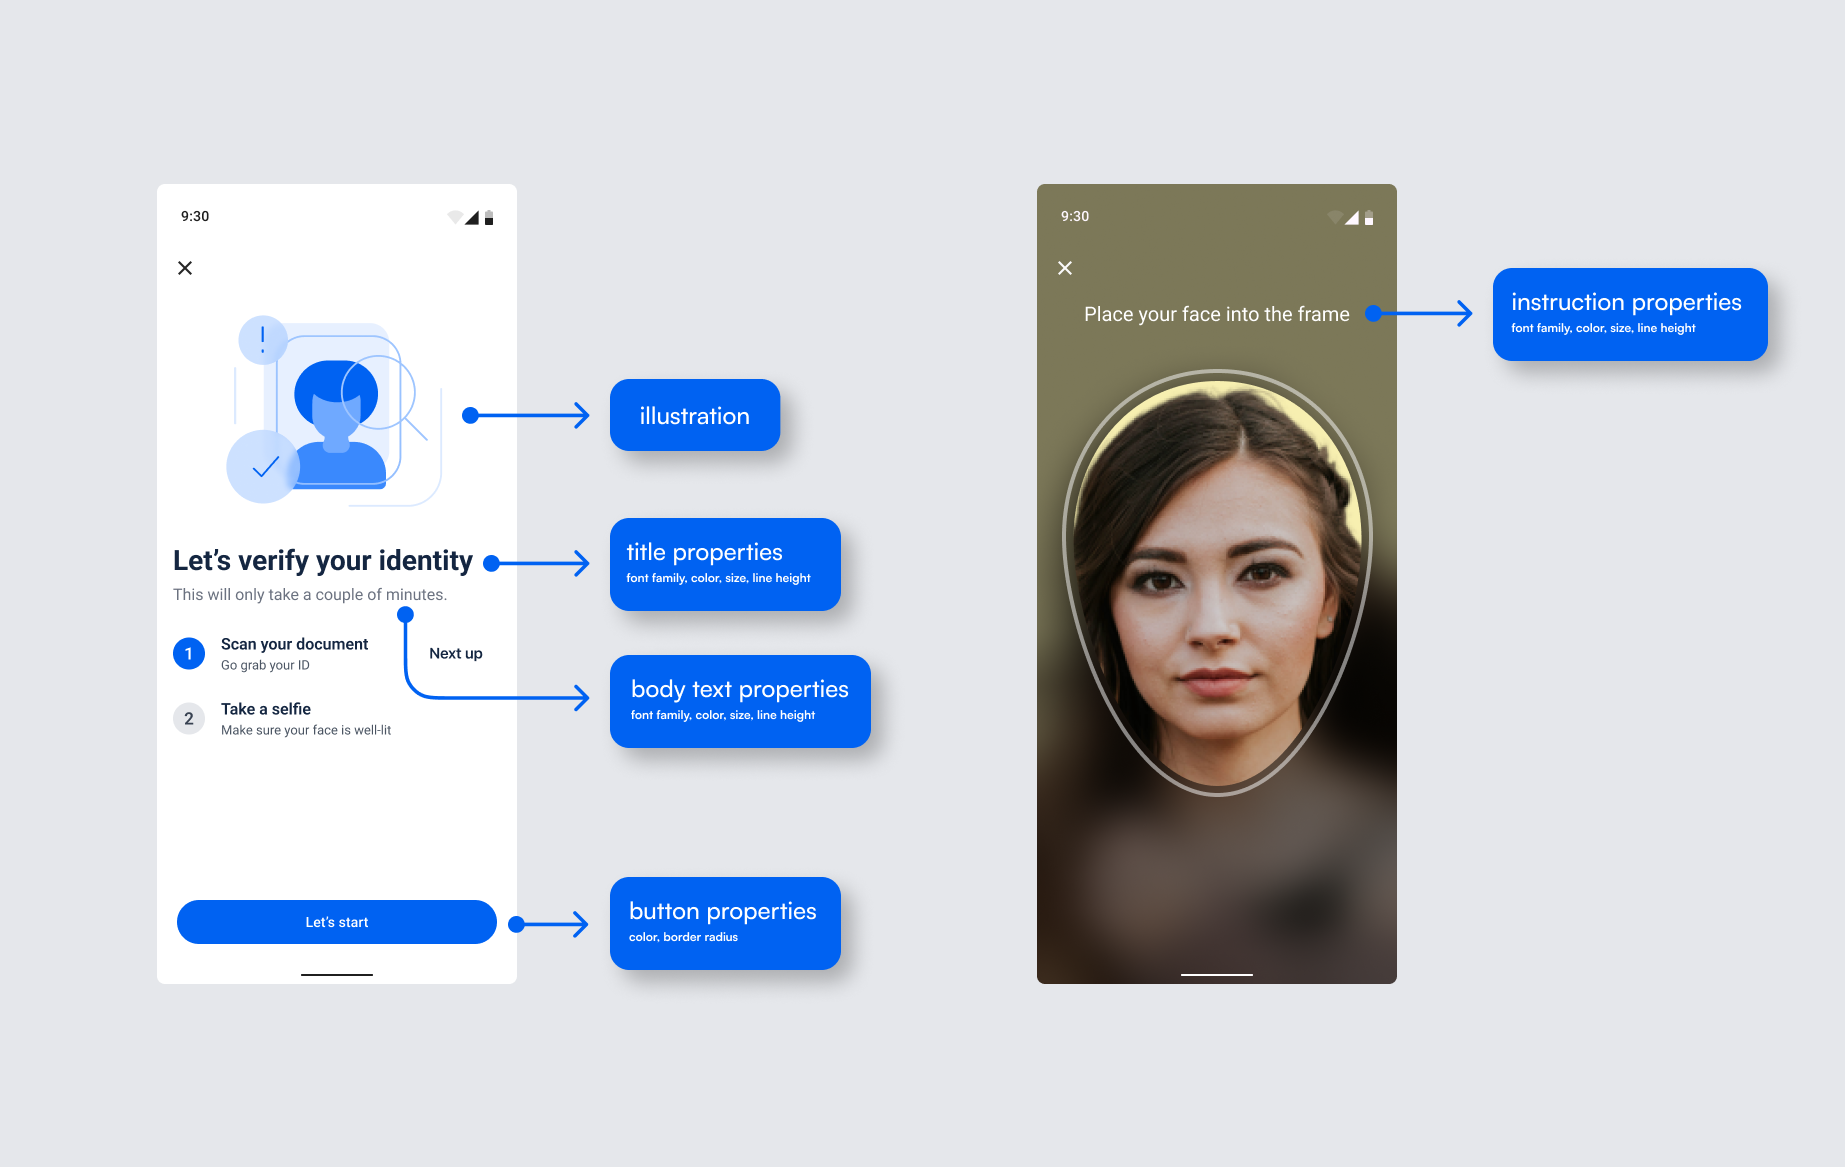 9:30
illustration
Let's verify your identity
title properties
font family, color, size, line height
This will only take a couple of minutes.
1
Scan your document
Go grab your ID
Next up
2
Take a selfie
Make sure your face is well-lit
body text properties
font family, color, size, line height
Let's start
button properties
color, border radius
9:30
Place your face into the frame
instruction properties
font family, color, size, line height